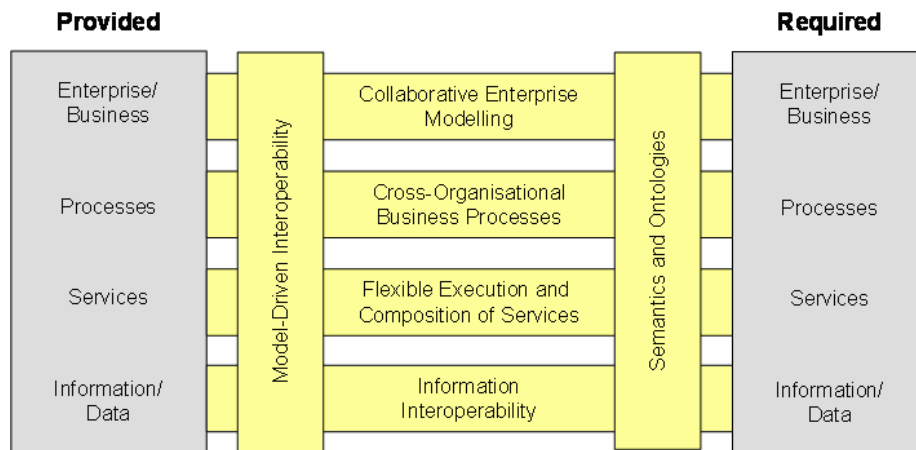 Provided
Required
Enterprise/
Business
Processes
Services
Information/
Data
Model-Driven Interoperability
Collaborative Enterprise
Modelling
Cross-Organisational
Business Processes
Flexible Execution and
Composition of Services
Information
Interoperability
Semantics and Ontologies
Enterprise/
Business
Processes
Services
Information/
Data